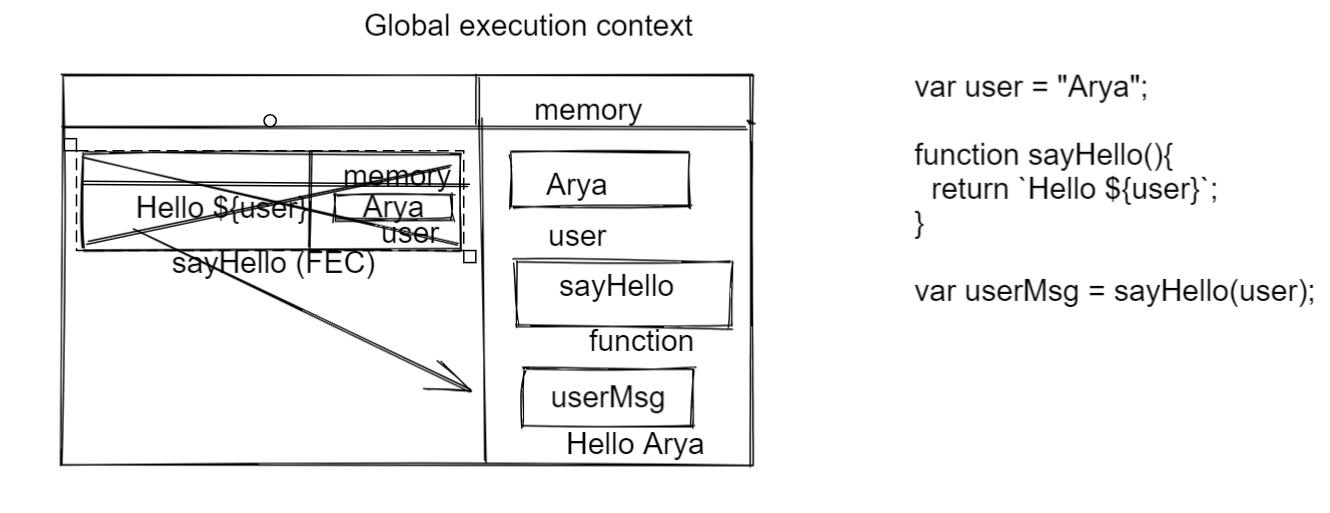 Global execution context
memory
memory
Hello ${user}
Arya
user
sayHello (FEC)
Arya
user
sayHello
function
userMsg
Hello Arya
var user = "Arya";
function sayHello(){
return `Hello ${user}`;
}
var userMsg = sayHello(user);